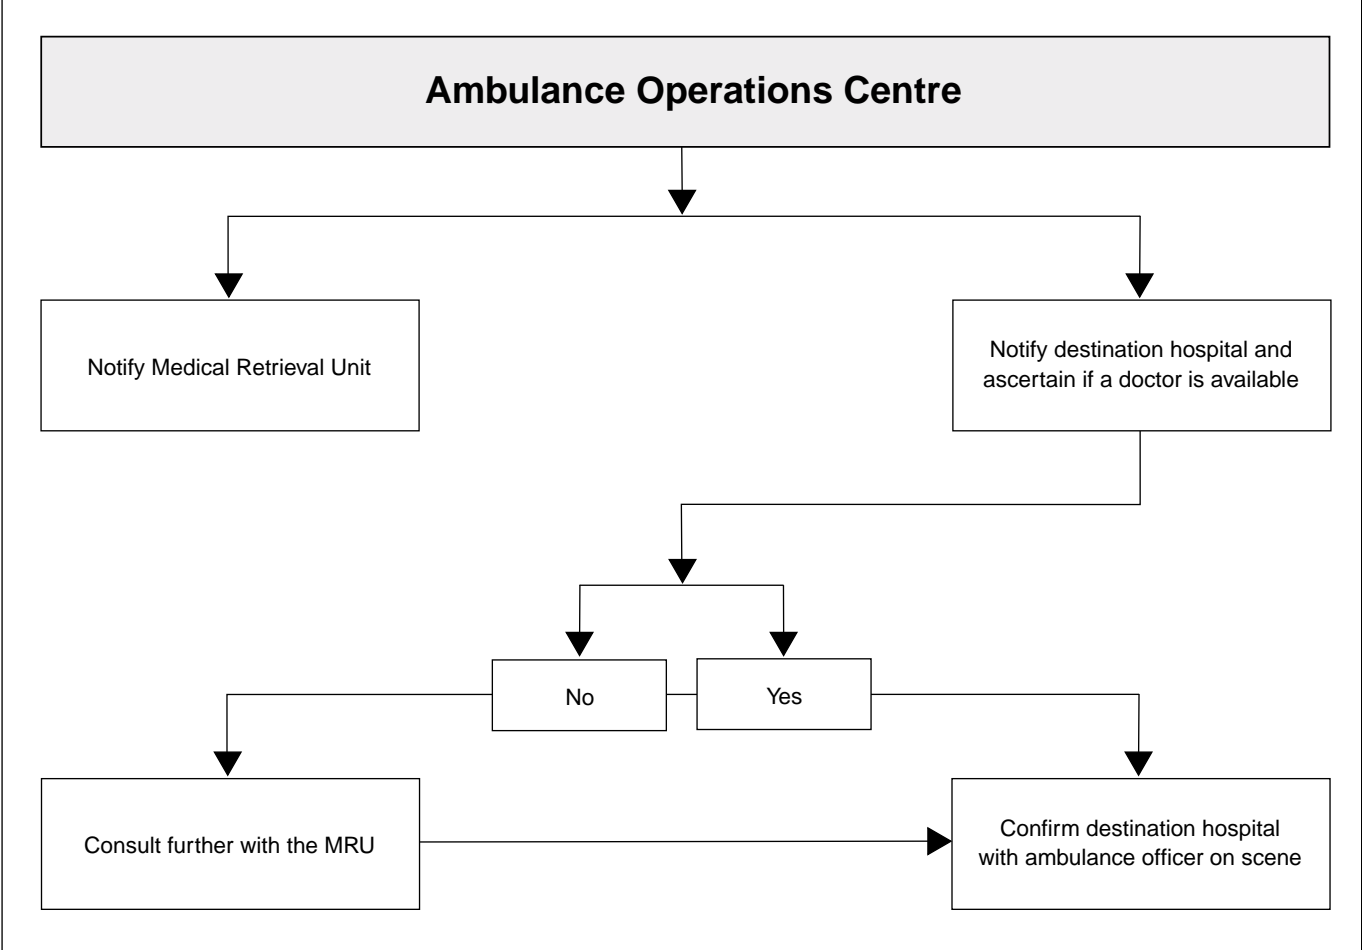 Ambulance Operations Centre
Notify Medical Retrieval Unit
Notify destination hospital and
ascertain if a doctor is available
No
Yes
Consult further with the MRU
Confirm destination hospital
with ambulance officer on scene